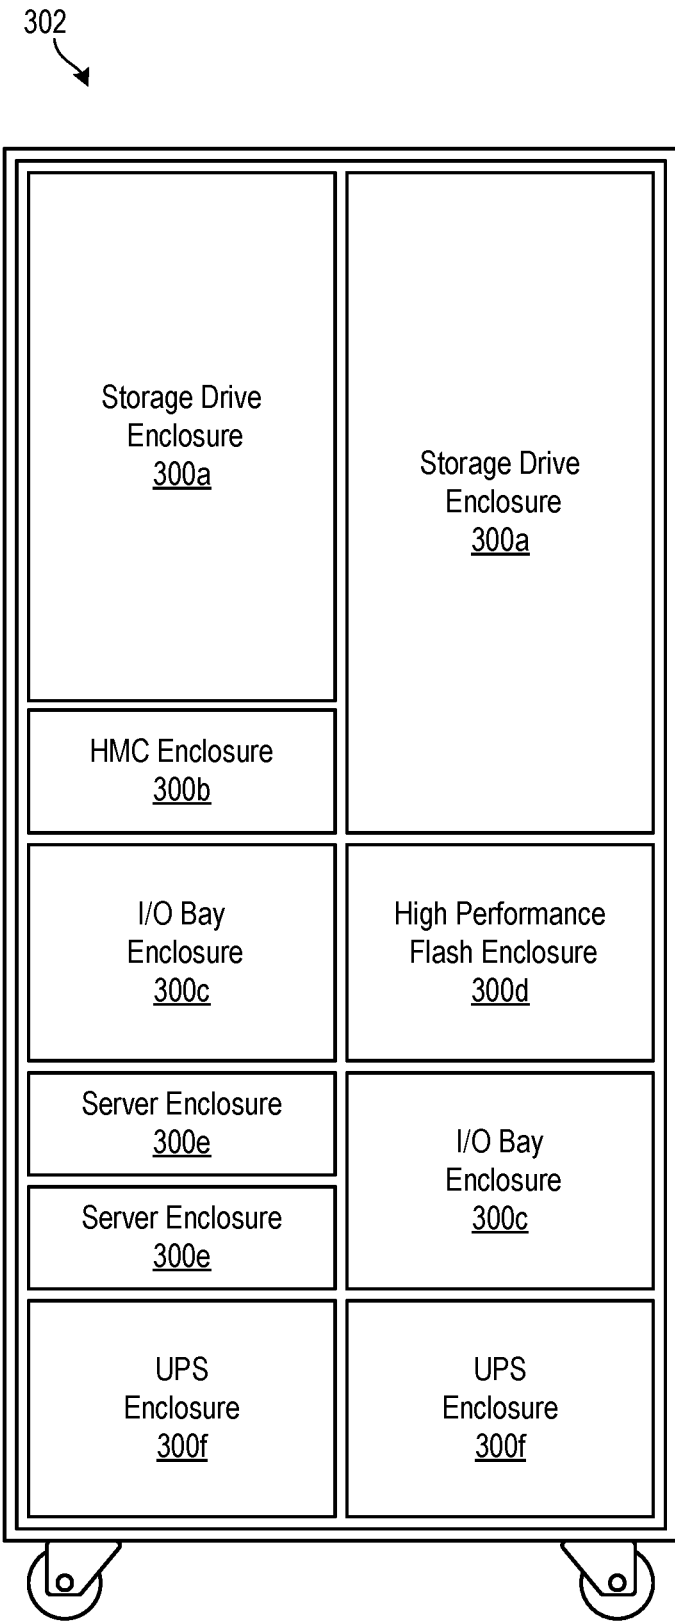 302
Storage Drive
Enclosure
300a
Storage Drive
Enclosure
300a
HMC Enclosure
300b
I/O Bay
Enclosure
300c
High Performance
Flash Enclosure
300d
Server Enclosure
300e
I/O Bay
Enclosure
300c
Server Enclosure
300e
UPS
Enclosure
300f
UPS
Enclosure
300f